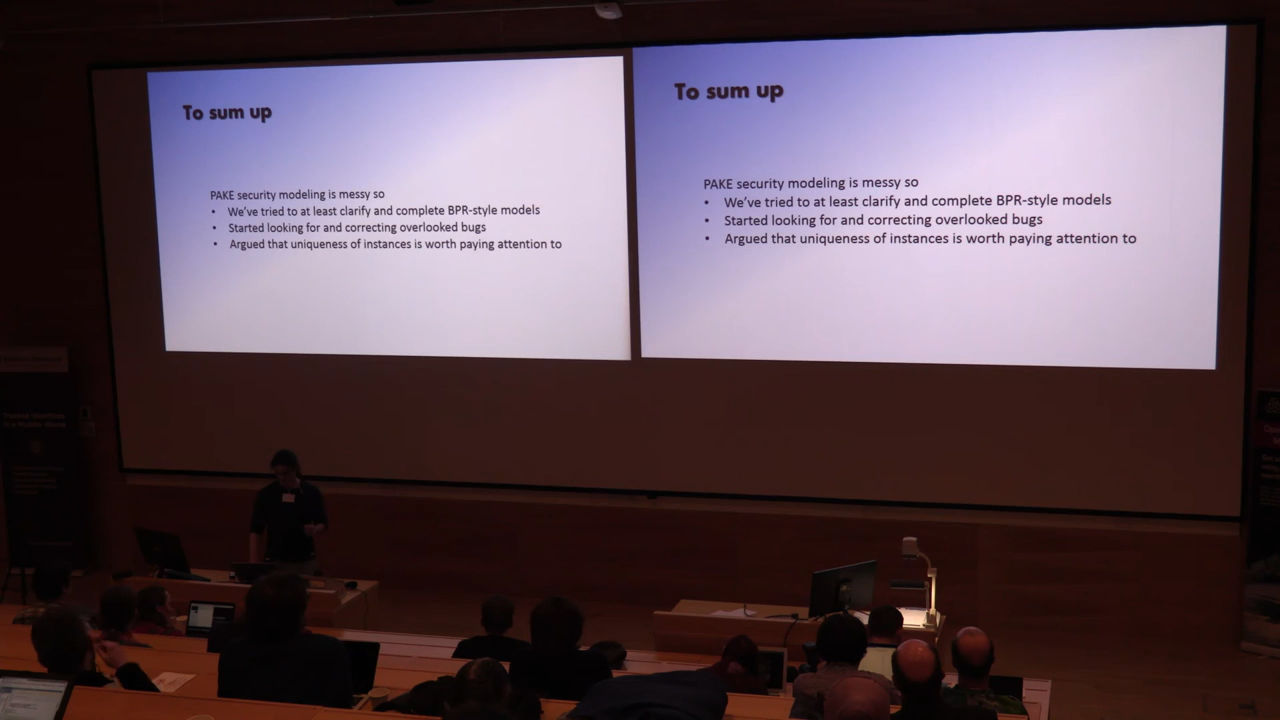 To sum up
PAKE security modeling is messy so
• We've tried to at least clarify and complete BPR-style models
• Started looking for and correcting overlooked bugs
• Argued that uniqueness of instances is worth paying attention to
To sum up
PAKE security modeling is messy so
• We've tried to at least clarify and complete BPR-style models
• Started looking for and correcting overlooked bugs
• Argued that uniqueness of instances is worth paying attention to